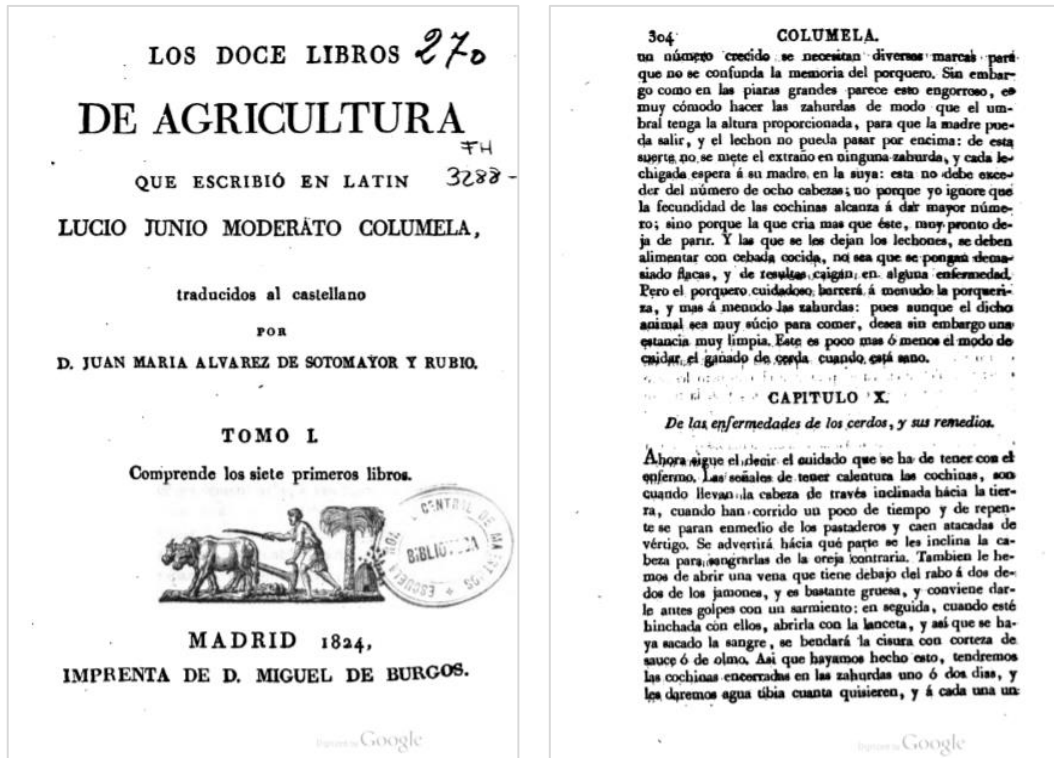 LOS DOCE LIBROS 270
DE AGRICULTURA
FH
QUE ESCRIBIÓ EN LATIN 3288-
LUCIO JUNIO MODERATO COLUMELA,
traducidos al castellano
POR
D. JUAN MARIA ALVAREZ DE SOTOMAYOR Y RUBIO.
TOMO I.
Comprende los siete primeros libros.
CENTRAL DE
BIBLIOTECA
ESCUELA
MADRID 1824,
IMPRENTA DE D. MIGUEL DE BURGOS.
Digitized by Google
304 COLUMELA.
un número crecido se necesitan diversas marcas para
que no se confunda la memoria del porquero. Sin embar-
go como en las piaras grandes parece esto engorroso, es
muy cómodo hacer las zahurdas de modo que el um-
bral tenga la altura proporcionada, para que la madre pue-
da salir, y el lechon no pueda pasar por encima: de esta
suerte no se mete el extraño en ninguna zahurda, y cada le-
chigada espera á su madre en la suya: esta no debe exce-
der del número de ocho cabezas; no porque yo ignore que
la fecundidad de las cochinas alcanza á dar mayor núme-
ro; sino porque la que cria mas que éste, muy pronto de-
ja de parir. Y las que se les dejan los lechones, se deben
alimentar con cebada cocida, no sea que se pongan dema-
siado flacas, y de resultas caigan en alguna enfermedad.
Pero el porquero cuidadoso barrerá á menudo la porqueri-
za, y mas á menudo las zahurdas: pues aunque el dicho
animal sea muy súcio para comer, desea sin embargo una
estancia muy limpia. Este es poco mas ó menos el modo de
cuidar el ganado de cerda cuando está sano.
CAPITULO X.
De las enfermedades de los cerdos, y sus remedios.
Ahora sigue el decir el cuidado que se ha de tener con el
enfermo. Las señales de tener calentura las cochinas, son
cuando llevan la cabeza de través inclinada hácia la tier-
ra, cuando han corrido un poco de tiempo y de repen-
te se paran enmedio de los pastaderos y caen atacadas de
vértigo. Se advertirá hácia qué parte se les inclina la ca-
beza para sangrarlas de la oreja contraria. Tambien le he-
mos de abrir una vena que tiene debajo del rabo á dos de-
dos de los jamones, y es bastante gruesa, y conviene dar-
le antes golpes con un sarmiento: en seguida, cuando esté
hinchada con ellos, abrirla con la lanceta, y asi que se ha-
ya sacado la sangre, se bendará la cisura con corteza de
sauce ó de olmo. Asi que hayamos hecho esto, tendremos
las cochinas encerradas en las zahurdas uno ó dos dias, y
les daremos agua tibia cuanta quisieren, y á cada una un
Digitized by Google